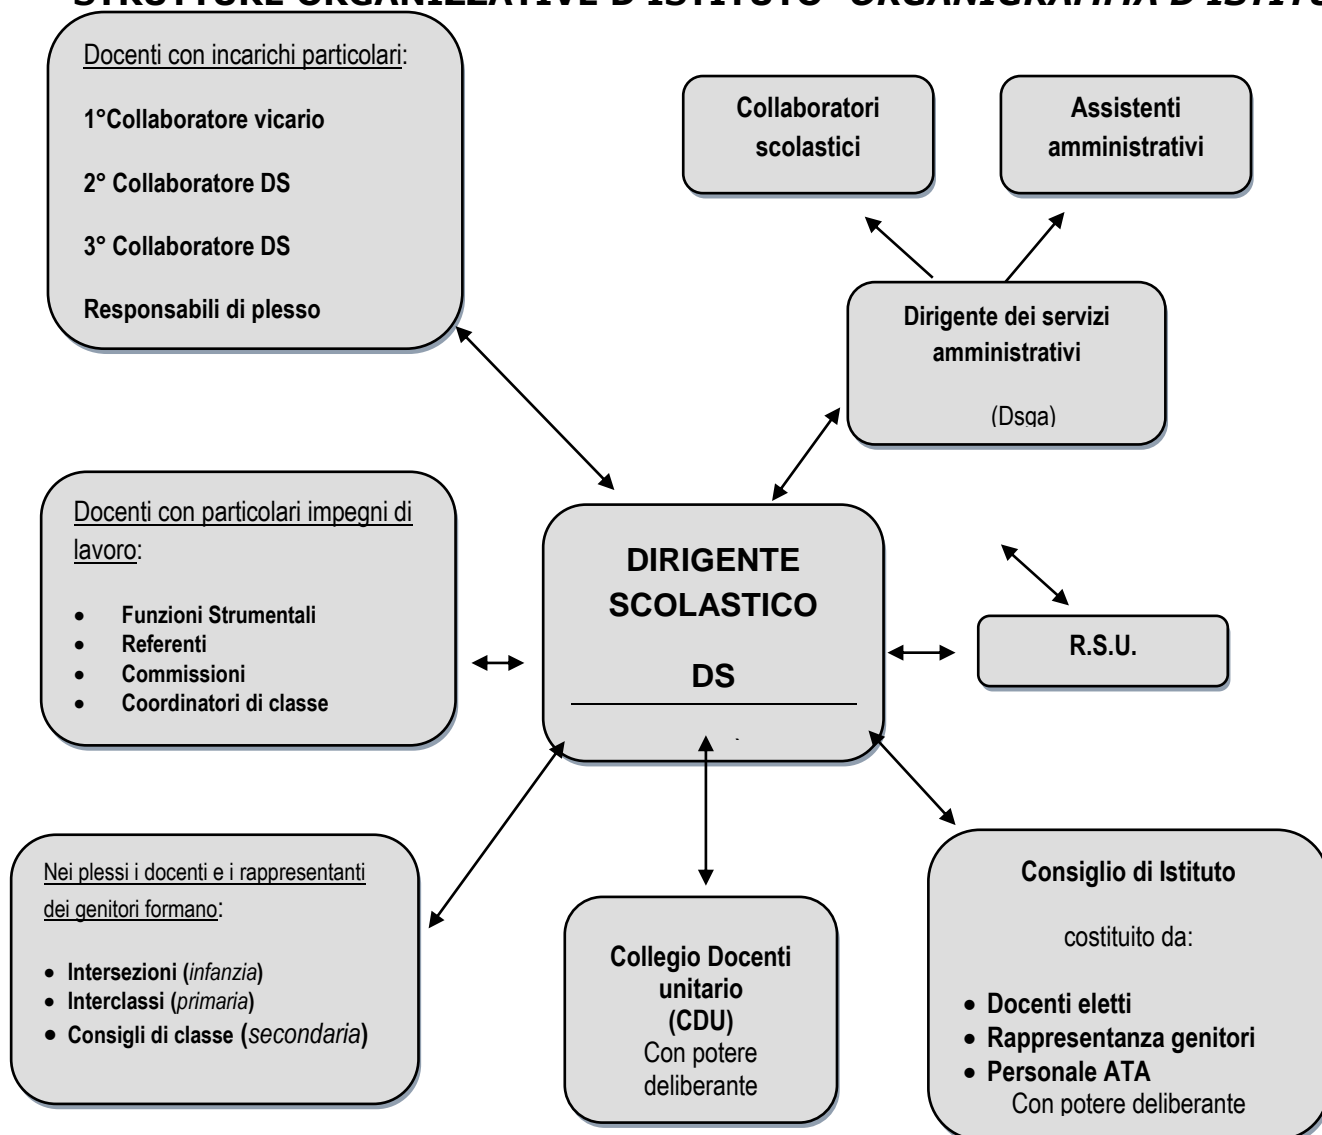 STRUTTURE ORGANIZZATIVE D'ISTITUTO
Docenti con incarichi particolari:
1°Collaboratore vicario
2° Collaboratore DS
3° Collaboratore DS
Responsabili di plesso
Collaboratori
scolastici
Assistenti
amministrativi
Dirigente dei servizi
amministrativi
(Dsga)
Docenti con particolari impegni di
lavoro:
• Funzioni Strumentali
• Referenti
• Commissioni
• Coordinatori di classe
DIRIGENTE
SCOLASTICO
DS
R.S.U.
Nei plessi i docenti e i rappresentanti
dei genitori formano:
• Intersezioni (infanzia)
• Interclassi (primaria)
• Consigli di classe (secondaria)
Collegio Docenti
unitario
(CDU)
Con potere
deliberante
Consiglio di Istituto
costituito da:
• Docenti eletti
• Rappresentanza genitori
• Personale ATA
Con potere deliberante